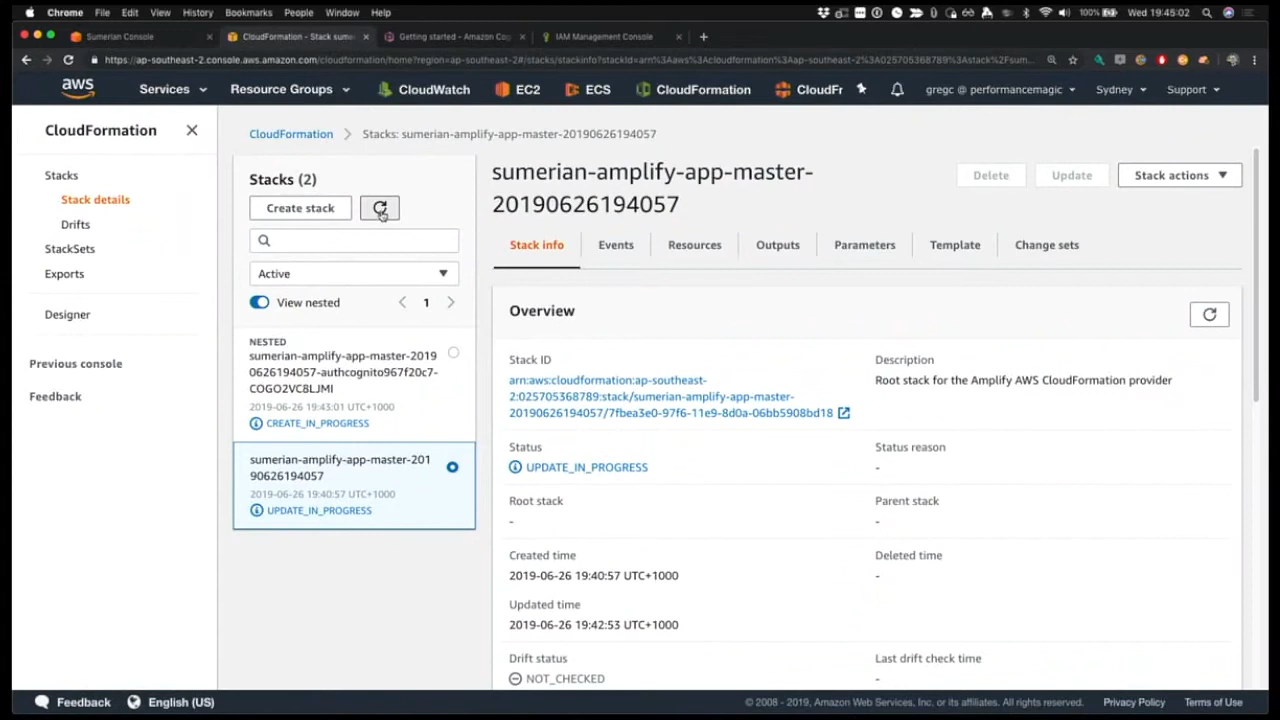 Chrome File Edit View History Bookmarks People Window Help 100% Wed 19:45:02
Sumerian Console
CloudFormation - Stack sume
Getting started - Amazon Cog
IAM Management Console
https://ap-southeast-2.console.aws.amazon.com/cloudformation/home?region=ap-southeast-2#/stacks/stackinfo?stackId=arn%3Aaws%3Acloudformation%3Aap-southeast-2%3A025705368789%3Astack%2Fsum...
aws Services Resource Groups CloudWatch EC2 ECS CloudFormation CloudFr gregc @ performancemagic Sydney Support
CloudFormation
Stacks
Stack details
Drifts
StackSets
Exports
Designer
Previous console
Feedback
CloudFormation > Stacks: sumerian-amplify-app-master-20190626194057
Stacks (2)
Create stack
Active
View nested
1
NESTED
sumerian-amplify-app-master-2019
0626194057-authcognito967f20c7-
COGO2VC8LJMI
2019-06-26 19:43:01 UTC+1000
CREATE_IN_PROGRESS
sumerian-amplify-app-master-201
90626194057
2019-06-26 19:40:57 UTC+1000
UPDATE_IN_PROGRESS
sumerian-amplify-app-master-
20190626194057
Delete
Update
Stack actions
Stack info
Events
Resources
Outputs
Parameters
Template
Change sets
Overview
Stack ID
arn:aws:cloudformation:ap-southeast-
2:025705368789:stack/sumerian-amplify-app-master-
20190626194057/7fbea3e0-97f6-11e9-8d0a-06bb5908bd18
Description
Root stack for the Amplify AWS CloudFormation provider
Status
UPDATE_IN_PROGRESS
Status reason
-
Root stack
-
Parent stack
-
Created time
2019-06-26 19:40:57 UTC+1000
Deleted time
-
Updated time
2019-06-26 19:42:53 UTC+1000
Drift status
NOT_CHECKED
Last drift check time
-
Feedback English (US) © 2008 - 2019, Amazon Web Services, Inc. or its affiliates. All rights reserved. Privacy Policy Terms of Use